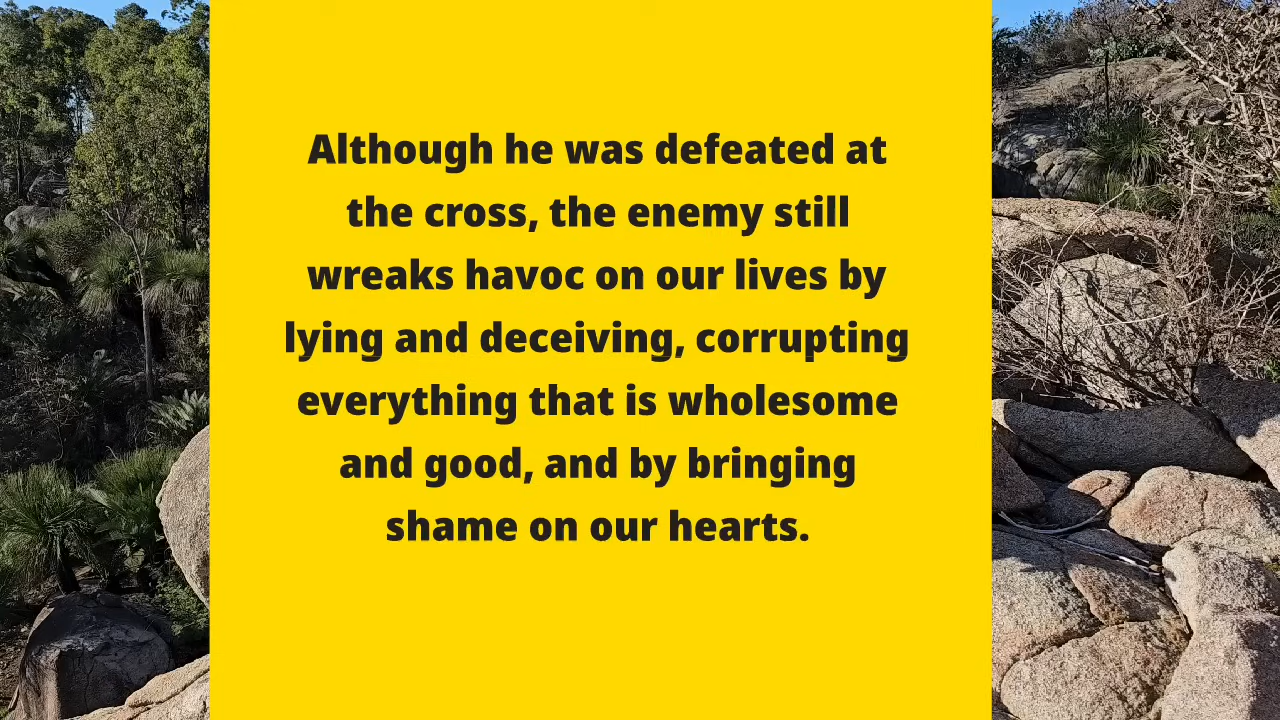 Although he was defeated at
the cross, the enemy still
wreaks havoc on our lives by
lying and deceiving, corrupting
everything that is wholesome
and good, and by bringing
shame on our hearts.